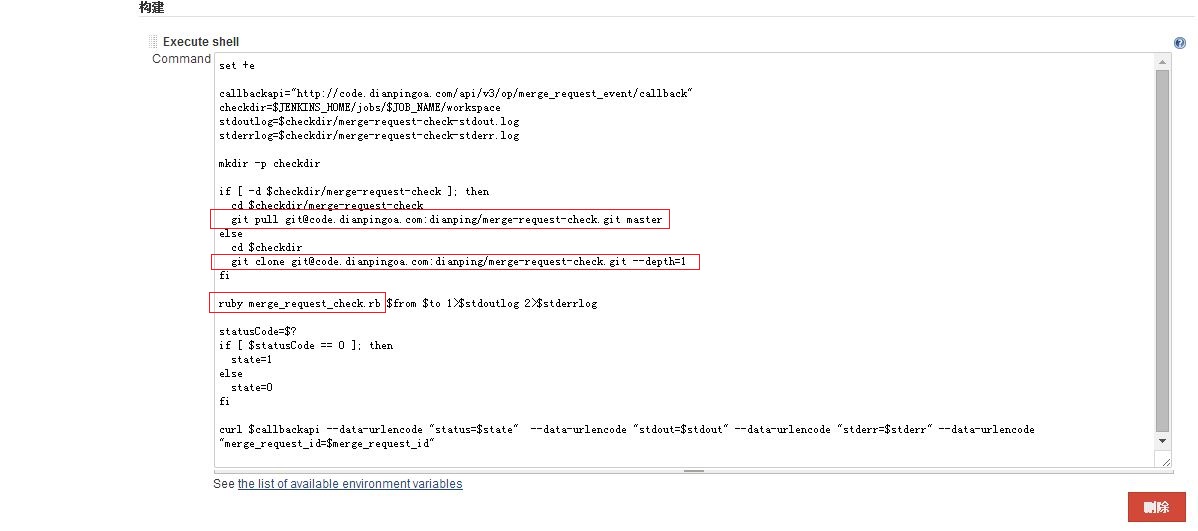 构建
Execute shell
Command
set +e
callbackapi="http://code.dianpingoa.com/api/v3/op/merge_request_event/callback"
checkdir=$JENKINS_HOME/jobs/$JOB_NAME/workspace
stdoutlog=$checkdir/merge-request-check-stdout.log
stderrlog=$checkdir/merge-request-check-stderr.log
mkdir -p checkdir
if [ -d $checkdir/merge-request-check ]; then
cd $checkdir/merge-request-check
git pull git@code.dianpingoa.com:dianping/merge-request-check.git master
else
cd $checkdir
git clone git@code.dianpingoa.com:dianping/merge-request-check.git --depth=1
fi
ruby merge_request_check.rb $from $to 1>$stdoutlog 2>$stderrlog
statusCode=$?
if [ $statusCode == 0 ]; then
state=1
else
state=0
fi
curl $callbackapi --data-urlencode "status=$state"  --data-urlencode "stdout=$stdout" --data-urlencode "stderr=$stderr" --data-urlencode
"merge_request_id=$merge_request_id"
See the list of available environment variables
删除